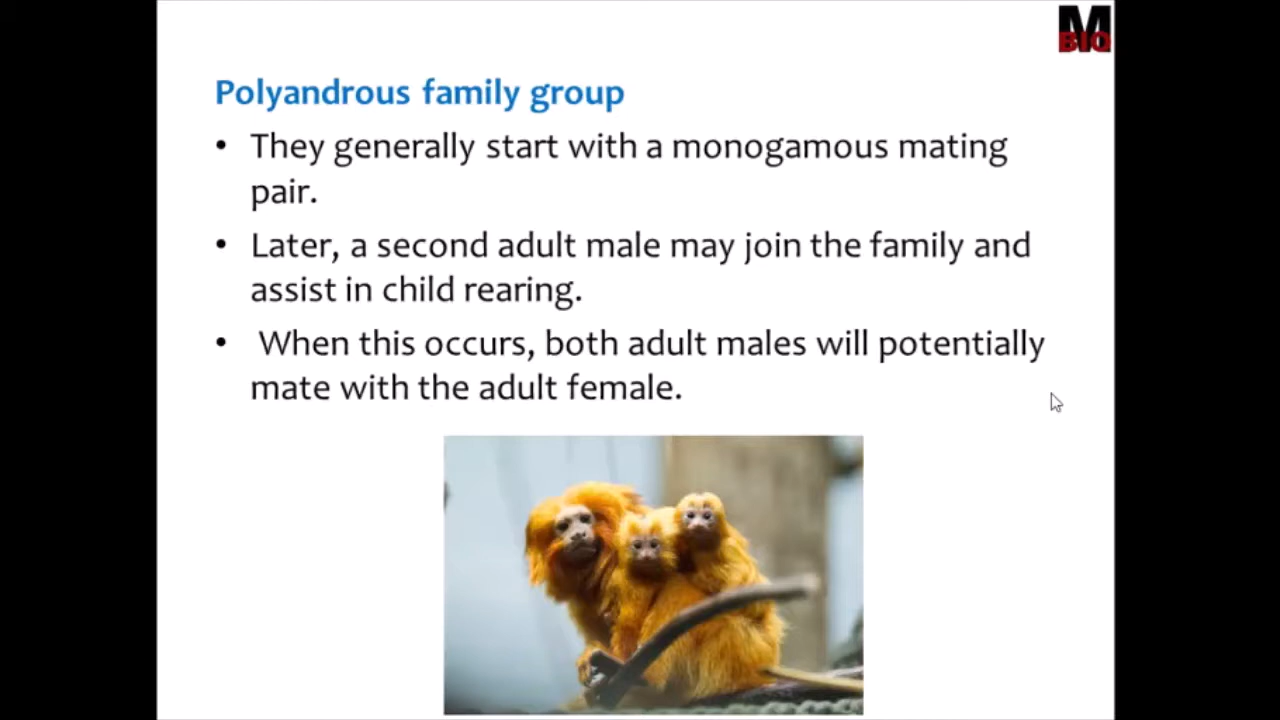 M
BIO
Polyandrous family group
• They generally start with a monogamous mating
pair.
• Later, a second adult male may join the family and
assist in child rearing.
• When this occurs, both adult males will potentially
mate with the adult female.